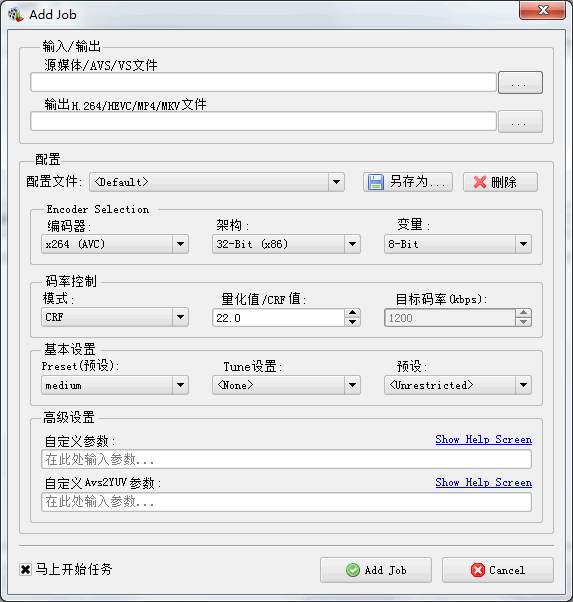 Add Job
输入/输出
源媒体/AVS/VS文件
...
输出H.264/HEVC/MP4/MKV文件
...
配置
配置文件: <Default> 另存为... 删除
Encoder Selection
编码器: 架构: 变量:
x264 (AVC) 32-Bit (x86) 8-Bit
码率控制
模式: 量化值/CRF值: 目标码率(kbps):
CRF 22.0 1200
基本设置
Preset(预设): Tune设置: 预设:
medium <None> <Unrestricted>
高级设置
自定义参数: Show Help Screen
在此处输入参数...
自定义Avs2YUV参数: Show Help Screen
在此处输入参数...
马上开始任务 Add Job Cancel